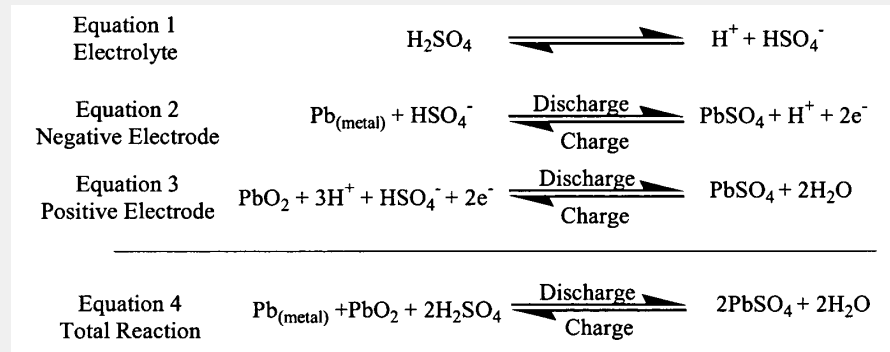 Equation 1
Electrolyte
H₂SO₄ H⁺ + HSO₄⁻
Equation 2
Negative Electrode
Pb₍metal₎ + HSO₄⁻ Discharge PbSO₄ + H⁺ + 2e⁻
Charge
Equation 3
Positive Electrode
PbO₂ + 3H⁺ + HSO₄⁻ + 2e⁻ Discharge PbSO₄ + 2H₂O
Charge
Equation 4
Total Reaction
Pb₍metal₎ +PbO₂ + 2H₂SO₄ Discharge 2PbSO₄ + 2H₂O
Charge